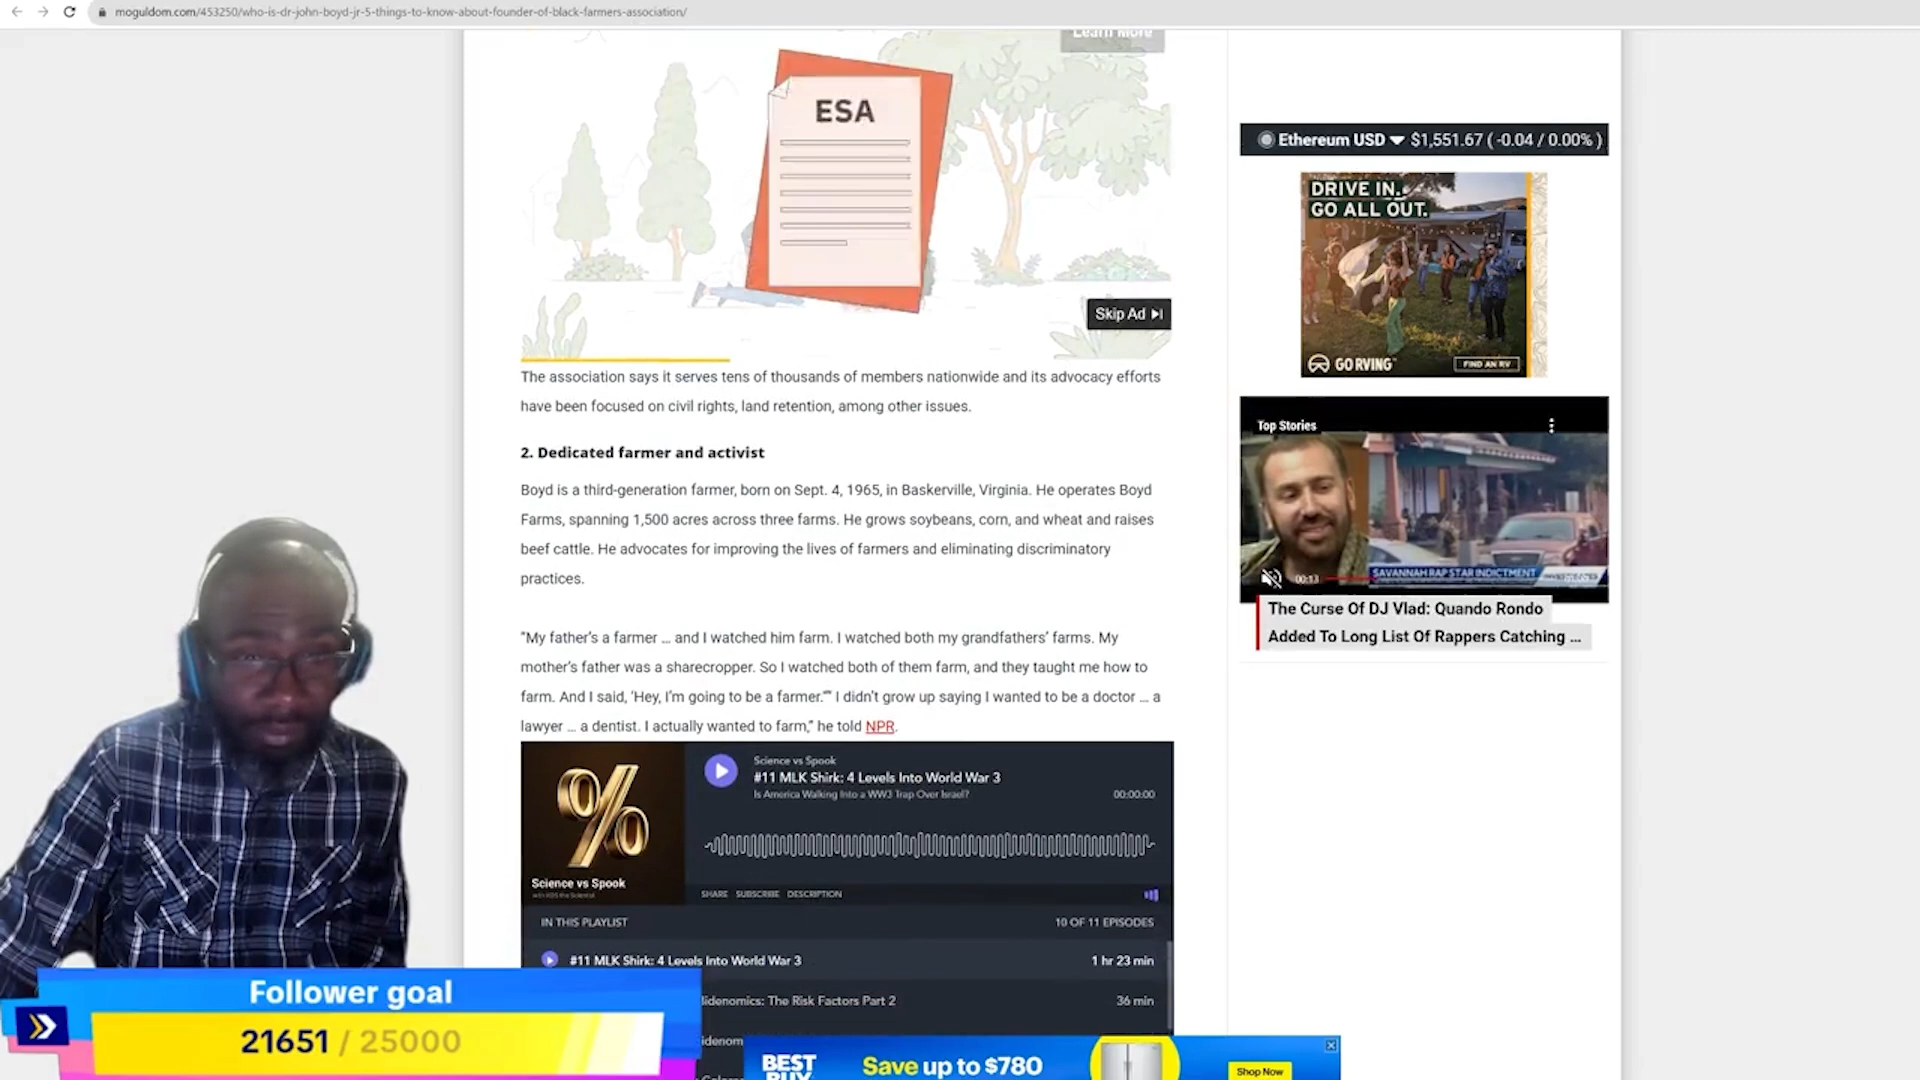 moguldom.com/453250/who-is-dr-john-boyd-jr-5-things-to-know-about-founder-of-black-farmers-association/
Learn More
ESA
Skip Ad
The association says it serves tens of thousands of members nationwide and its advocacy efforts
have been focused on civil rights, land retention, among other issues.
2. Dedicated farmer and activist
Boyd is a third-generation farmer, born on Sept. 4, 1965, in Baskerville, Virginia. He operates Boyd
Farms, spanning 1,500 acres across three farms. He grows soybeans, corn, and wheat and raises
beef cattle. He advocates for improving the lives of farmers and eliminating discriminatory
practices.
“My father’s a farmer … and I watched him farm. I watched both my grandfathers’ farms. My
mother’s father was a sharecropper. So I watched both of them farm, and they taught me how to
farm. And I said, ‘Hey, I’m going to be a farmer.”’ I didn’t grow up saying I wanted to be a doctor … a
lawyer … a dentist. I actually wanted to farm,” he told NPR.
Science vs Spook
#11 MLK Shirk: 4 Levels Into World War 3
Is America Walking Into a WW3 Trap Over Israel?
00:00:00
%
Science vs Spook
SHARE SUBSCRIBE DESCRIPTION
IN THIS PLAYLIST
10 OF 11 EPISODES
#11 MLK Shirk: 4 Levels Into World War 3
1 hr 23 min
Bidenomics: The Risk Factors Part 2
36 min
Ethereum USD $1,551.67 ( -0.04 / 0.00% )
DRIVE IN.
GO ALL OUT.
GO RVING
FIND AN RV
Top Stories
00:13
SAVANNAH RAP STAR INDICTMENT
The Curse Of DJ Vlad: Quando Rondo
Added To Long List Of Rappers Catching ...
Follower goal
21651 / 25000
BEST
BUY
Save up to $780
Shop Now